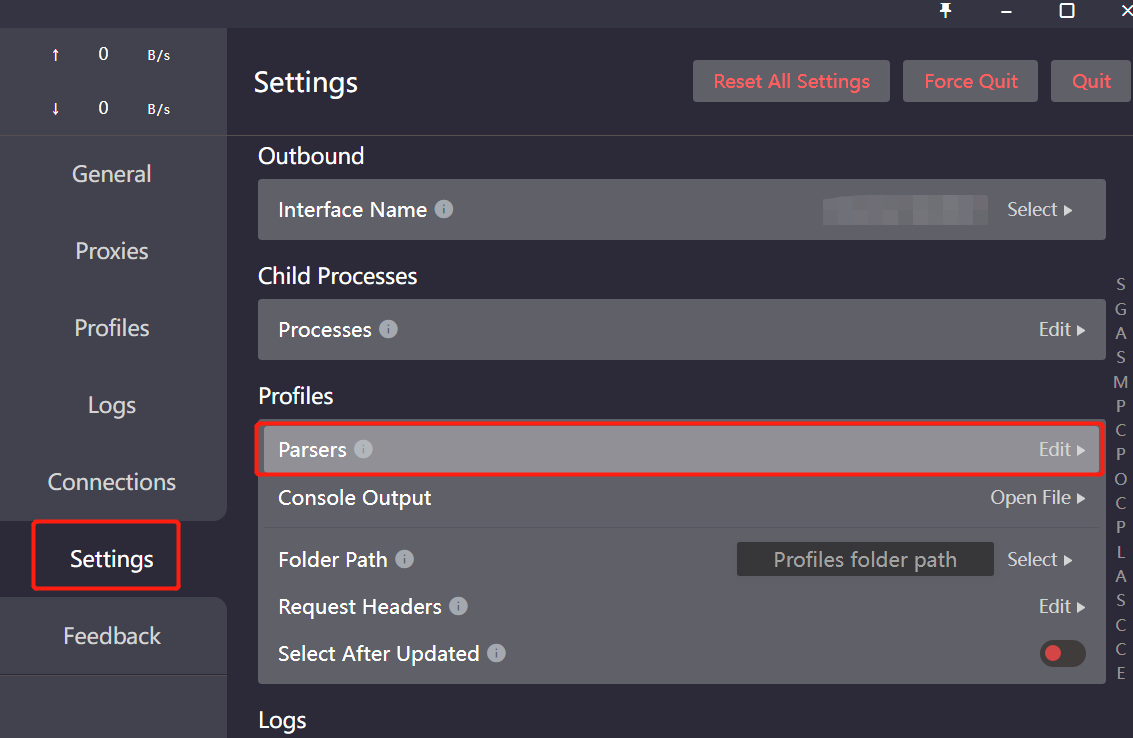 ↑ 0 B/s
↓ 0 B/s
General
Proxies
Profiles
Logs
Connections
Settings
Feedback
Settings
Reset All Settings Force Quit Quit
Outbound
Interface Name Select
Child Processes
Processes Edit
Profiles
Parsers Edit
Console Output Open File
Folder Path Profiles folder path Select
Request Headers Edit
Select After Updated
Logs
S
G
A
S
M
P
C
P
O
C
P
L
A
S
C
C
E